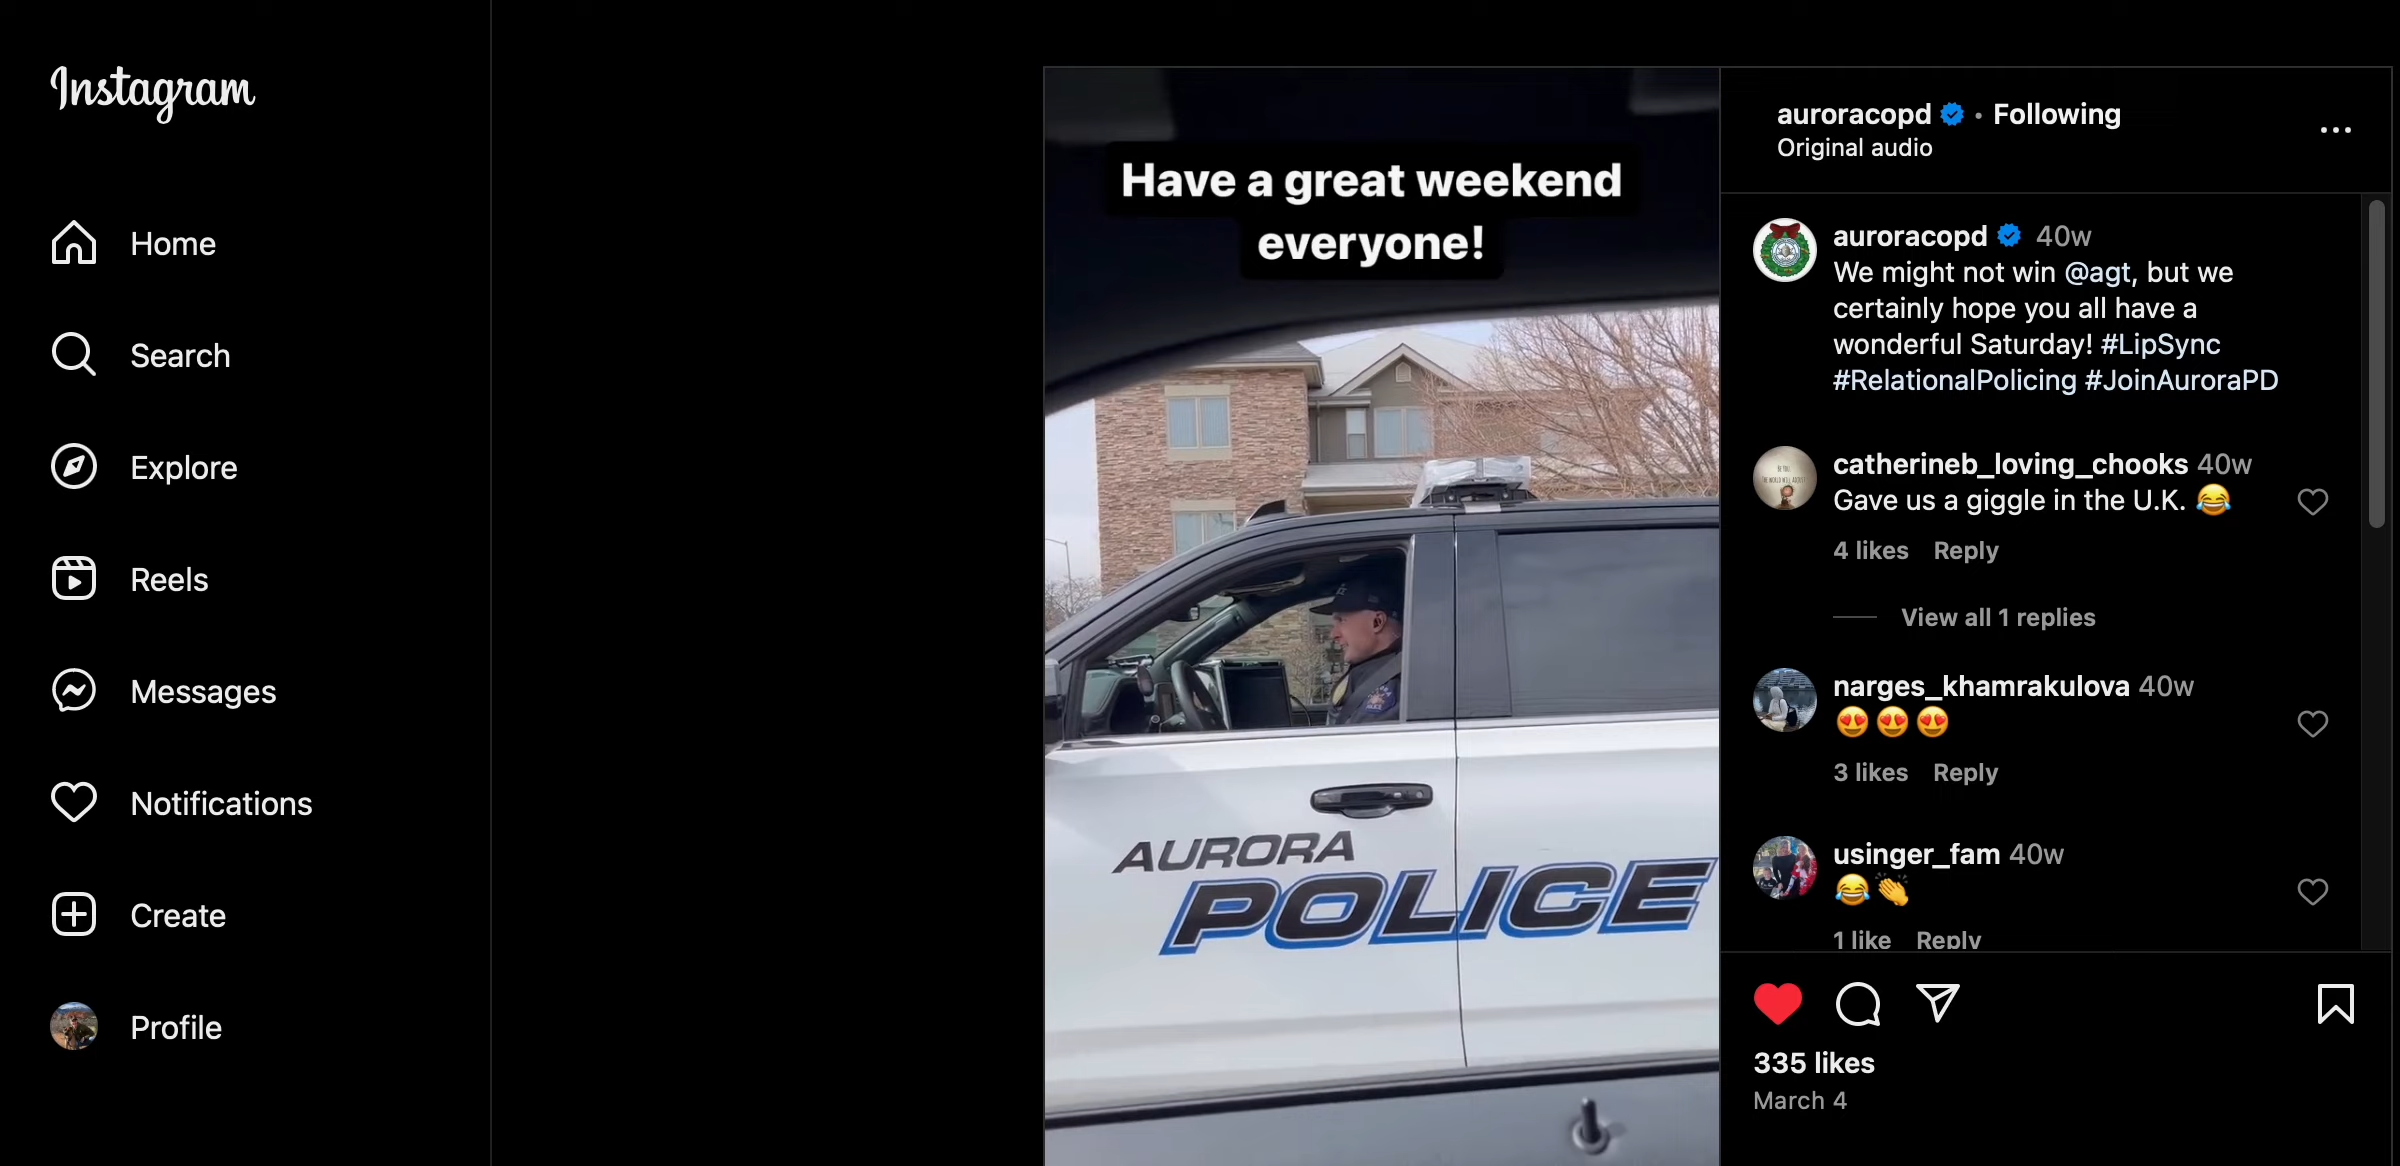 Instagram
Home
Search
Explore
Reels
Messages
Notifications
Create
Profile
Have a great weekend
everyone!
AURORA
POLICE
auroracopd • Following
Original audio
auroracopd 40w
We might not win @agt, but we
certainly hope you all have a
wonderful Saturday! #LipSync
#RelationalPolicing #JoinAuroraPD
catherineb_loving_chooks 40w
Gave us a giggle in the U.K. 😂
4 likes Reply
View all 1 replies
narges_khamrakulova 40w
😍😍😍
3 likes Reply
usinger_fam 40w
😂👏
1 like Reply
335 likes
March 4